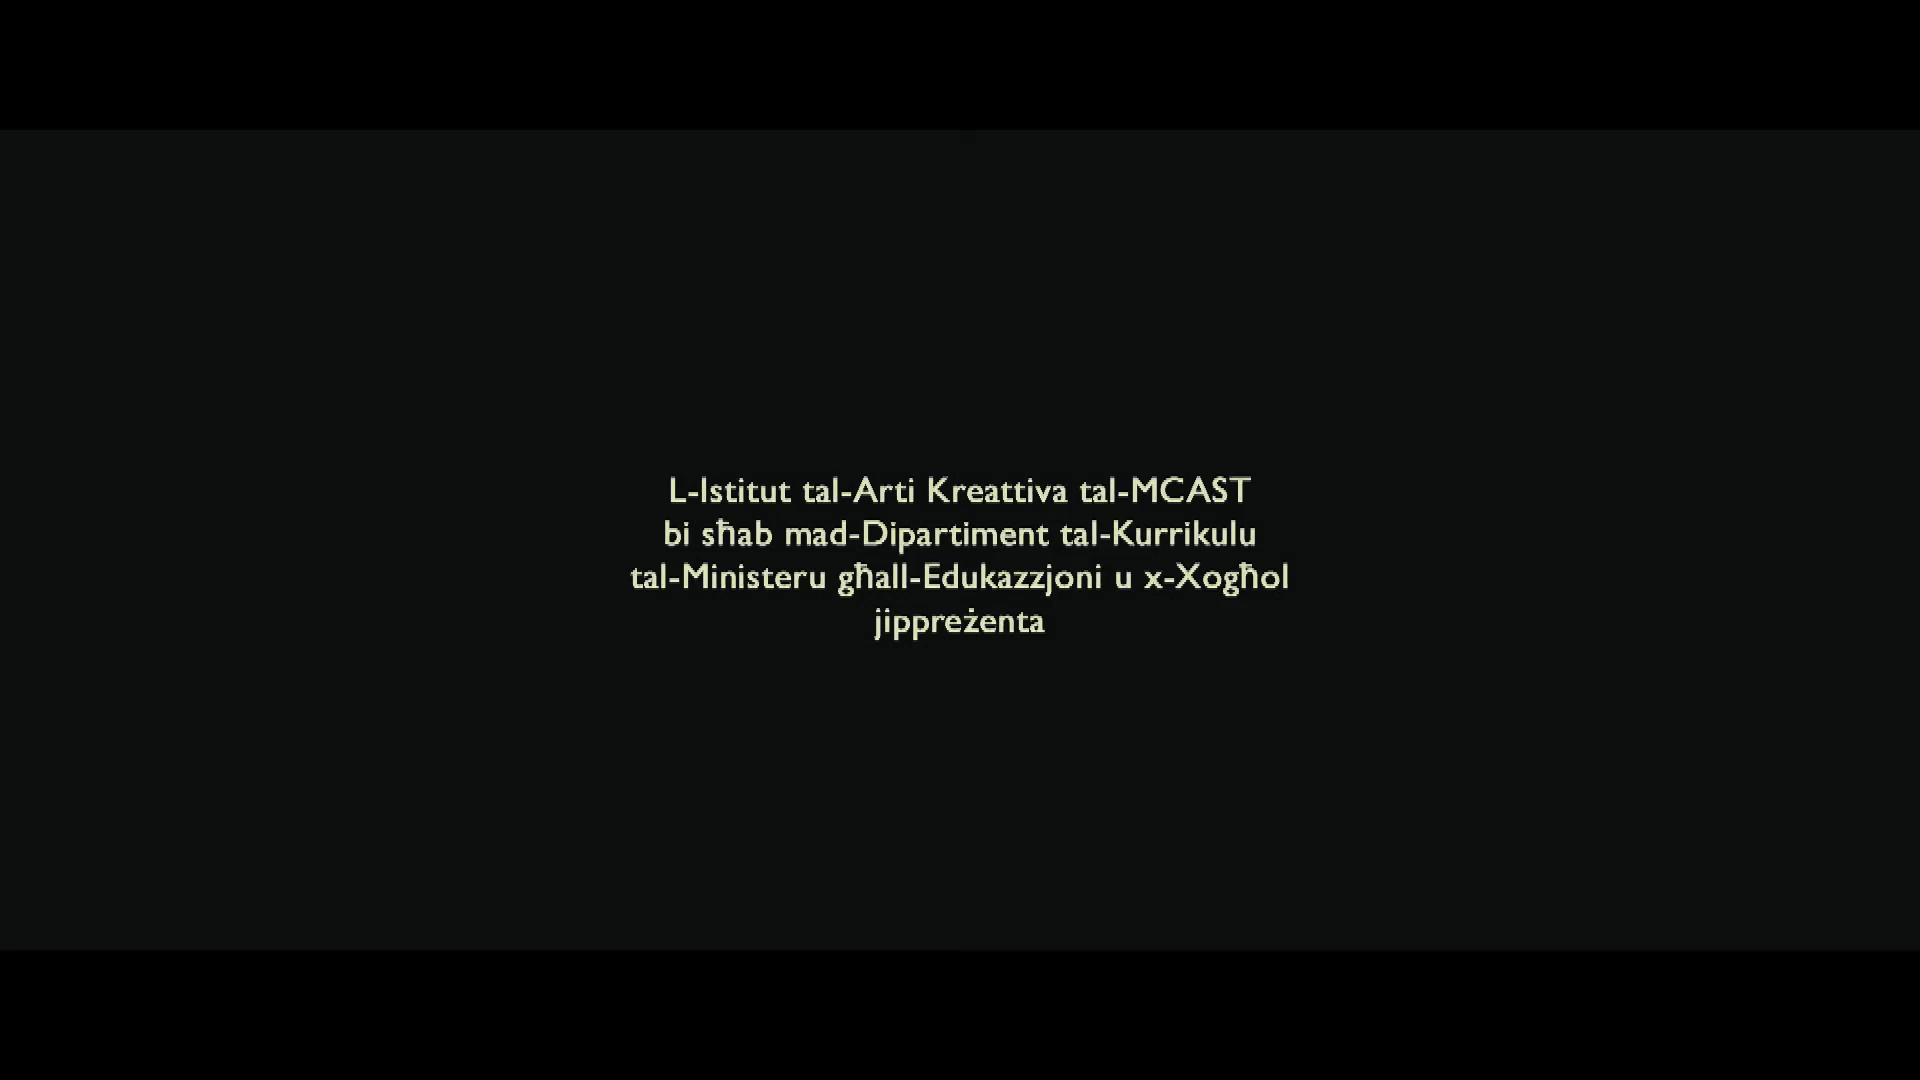 L-Istitut tal-Arti Kreattiva tal-MCAST
bi sħab mad-Dipartiment tal-Kurrikulu
tal-Ministeru għall-Edukazzjoni u x-Xogħol
jippreżenta